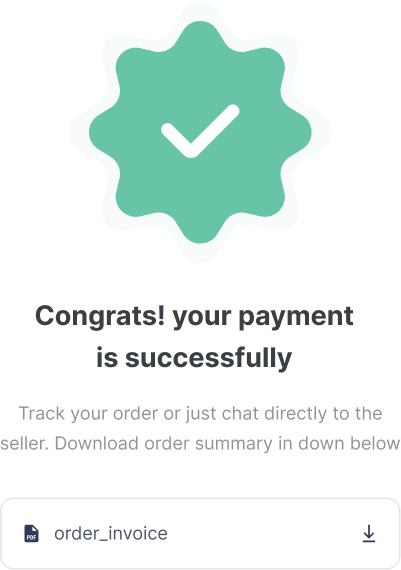 Congrats! your payment
is successfully
Track your order or just chat directly to the
seller. Download order summary in down below
PDF order_invoice